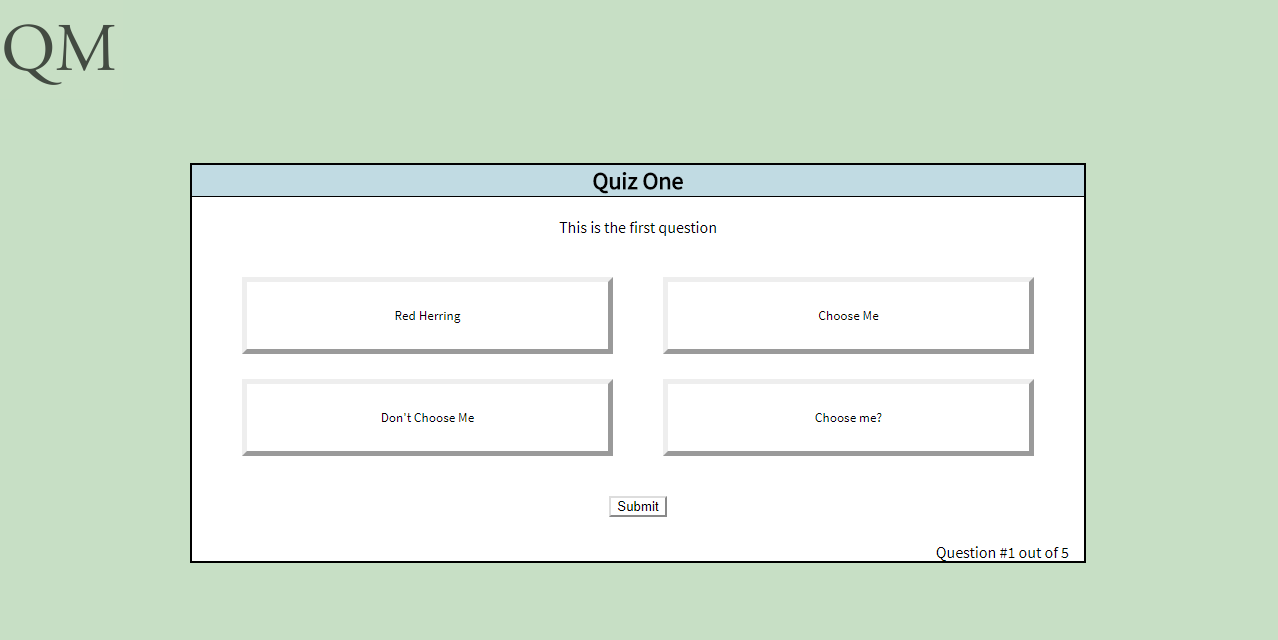 QM
Quiz One
This is the first question
Red Herring
Choose Me
Don't Choose Me
Choose me?
Submit
Question #1 out of 5